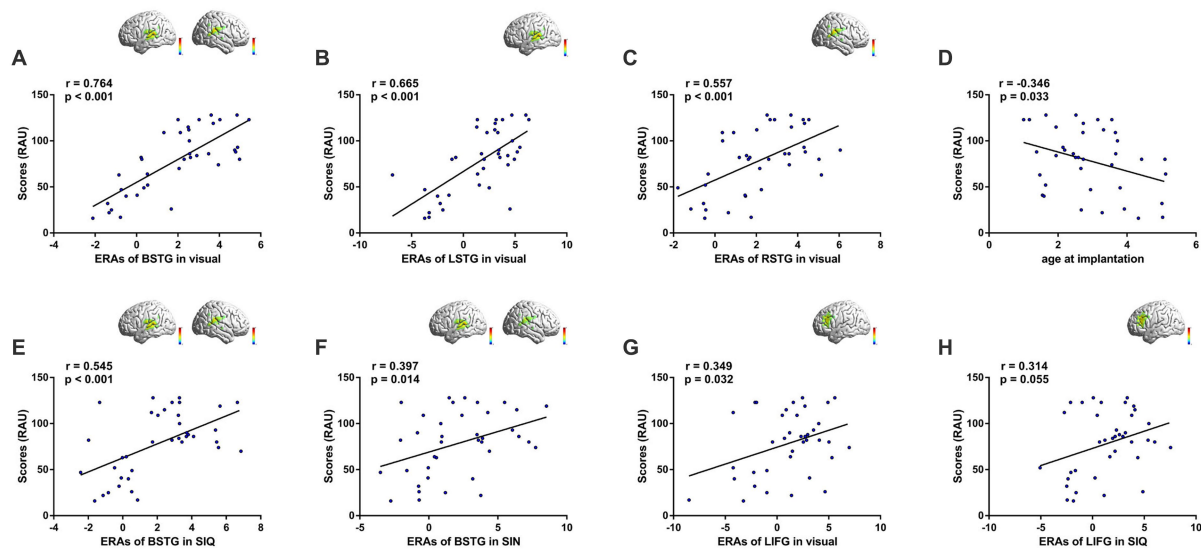 A
r = 0.764
p < 0.001
Scores (RAU)
150
100
50
0
-4 -2 0 2 4 6
ERAs of BSTG in visual
B
r = 0.665
p < 0.001
Scores (RAU)
150
100
50
0
-10 -5 0 5 10
ERAs of LSTG in visual
C
r = 0.557
p < 0.001
Scores (RAU)
150
100
50
0
-2 0 2 4 6 8
ERAs of RSTG in visual
D
r = -0.346
p = 0.033
Scores (RAU)
150
100
50
0
0 2 4 6
age at implantation
E
r = 0.545
p < 0.001
Scores (RAU)
150
100
50
0
-4 -2 0 2 4 6 8
ERAs of BSTG in SIQ
F
r = 0.397
p = 0.014
Scores (RAU)
150
100
50
0
-5 0 5 10
ERAs of BSTG in SIN
G
r = 0.349
p = 0.032
Scores (RAU)
150
100
50
0
-10 -5 0 5 10
ERAs of LIFG in visual
H
r = 0.314
p = 0.055
Scores (RAU)
150
100
50
0
-10 -5 0 5 10
ERAs of LIFG in SIQ